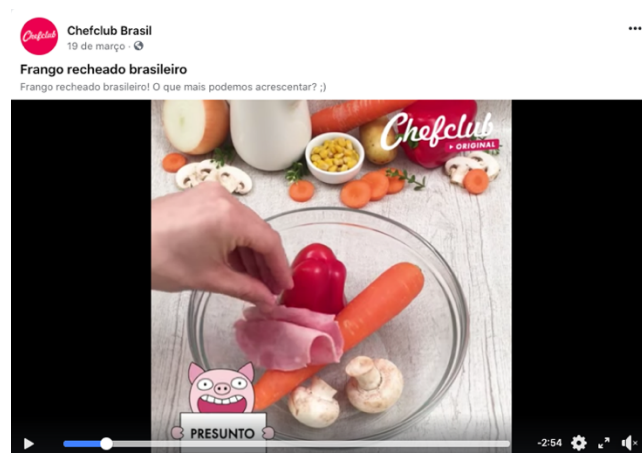 Chefclub
Chefclub Brasil
19 de março ·
Frango recheado brasileiro
Frango recheado brasileiro! O que mais podemos acrescentar? ;)
Chefclub
ORIGINAL
PRESUNTO
-2:54